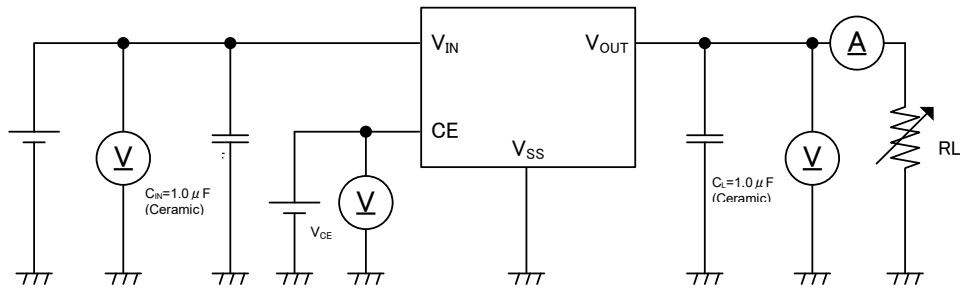 VIN
VOUT
A
CE
VSS
V
CIN=1.0μF
(Ceramic)
V
VCE
CL=1.0μF
(Ceramic)
V
RL